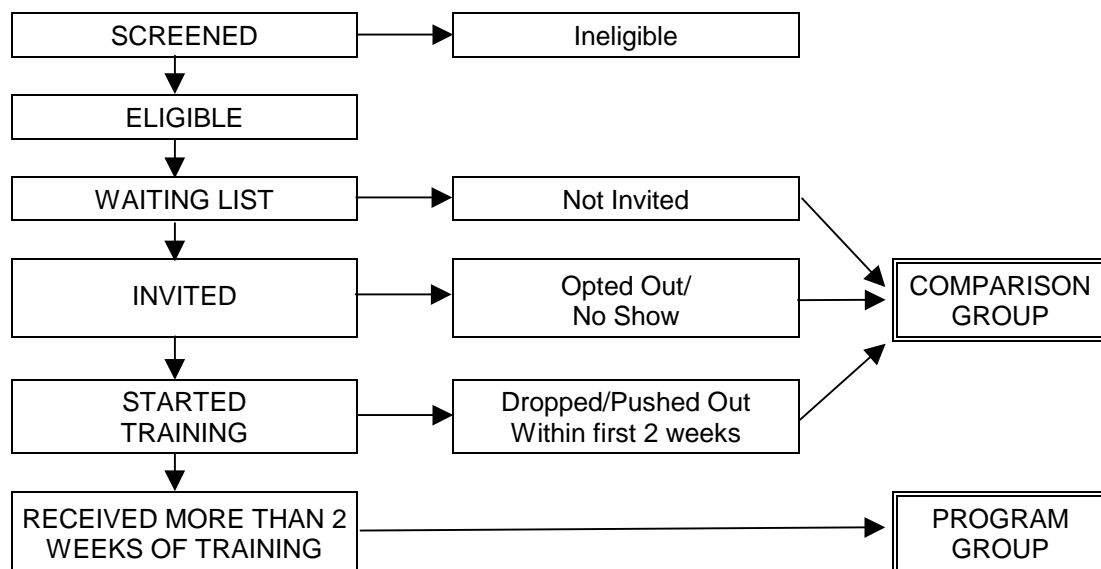 SCREENED
Ineligible
ELIGIBLE
WAITING LIST
Not Invited
INVITED
Opted Out/
No Show
COMPARISON
GROUP
STARTED
TRAINING
Dropped/Pushed Out
Within first 2 weeks
RECEIVED MORE THAN 2
WEEKS OF TRAINING
PROGRAM
GROUP